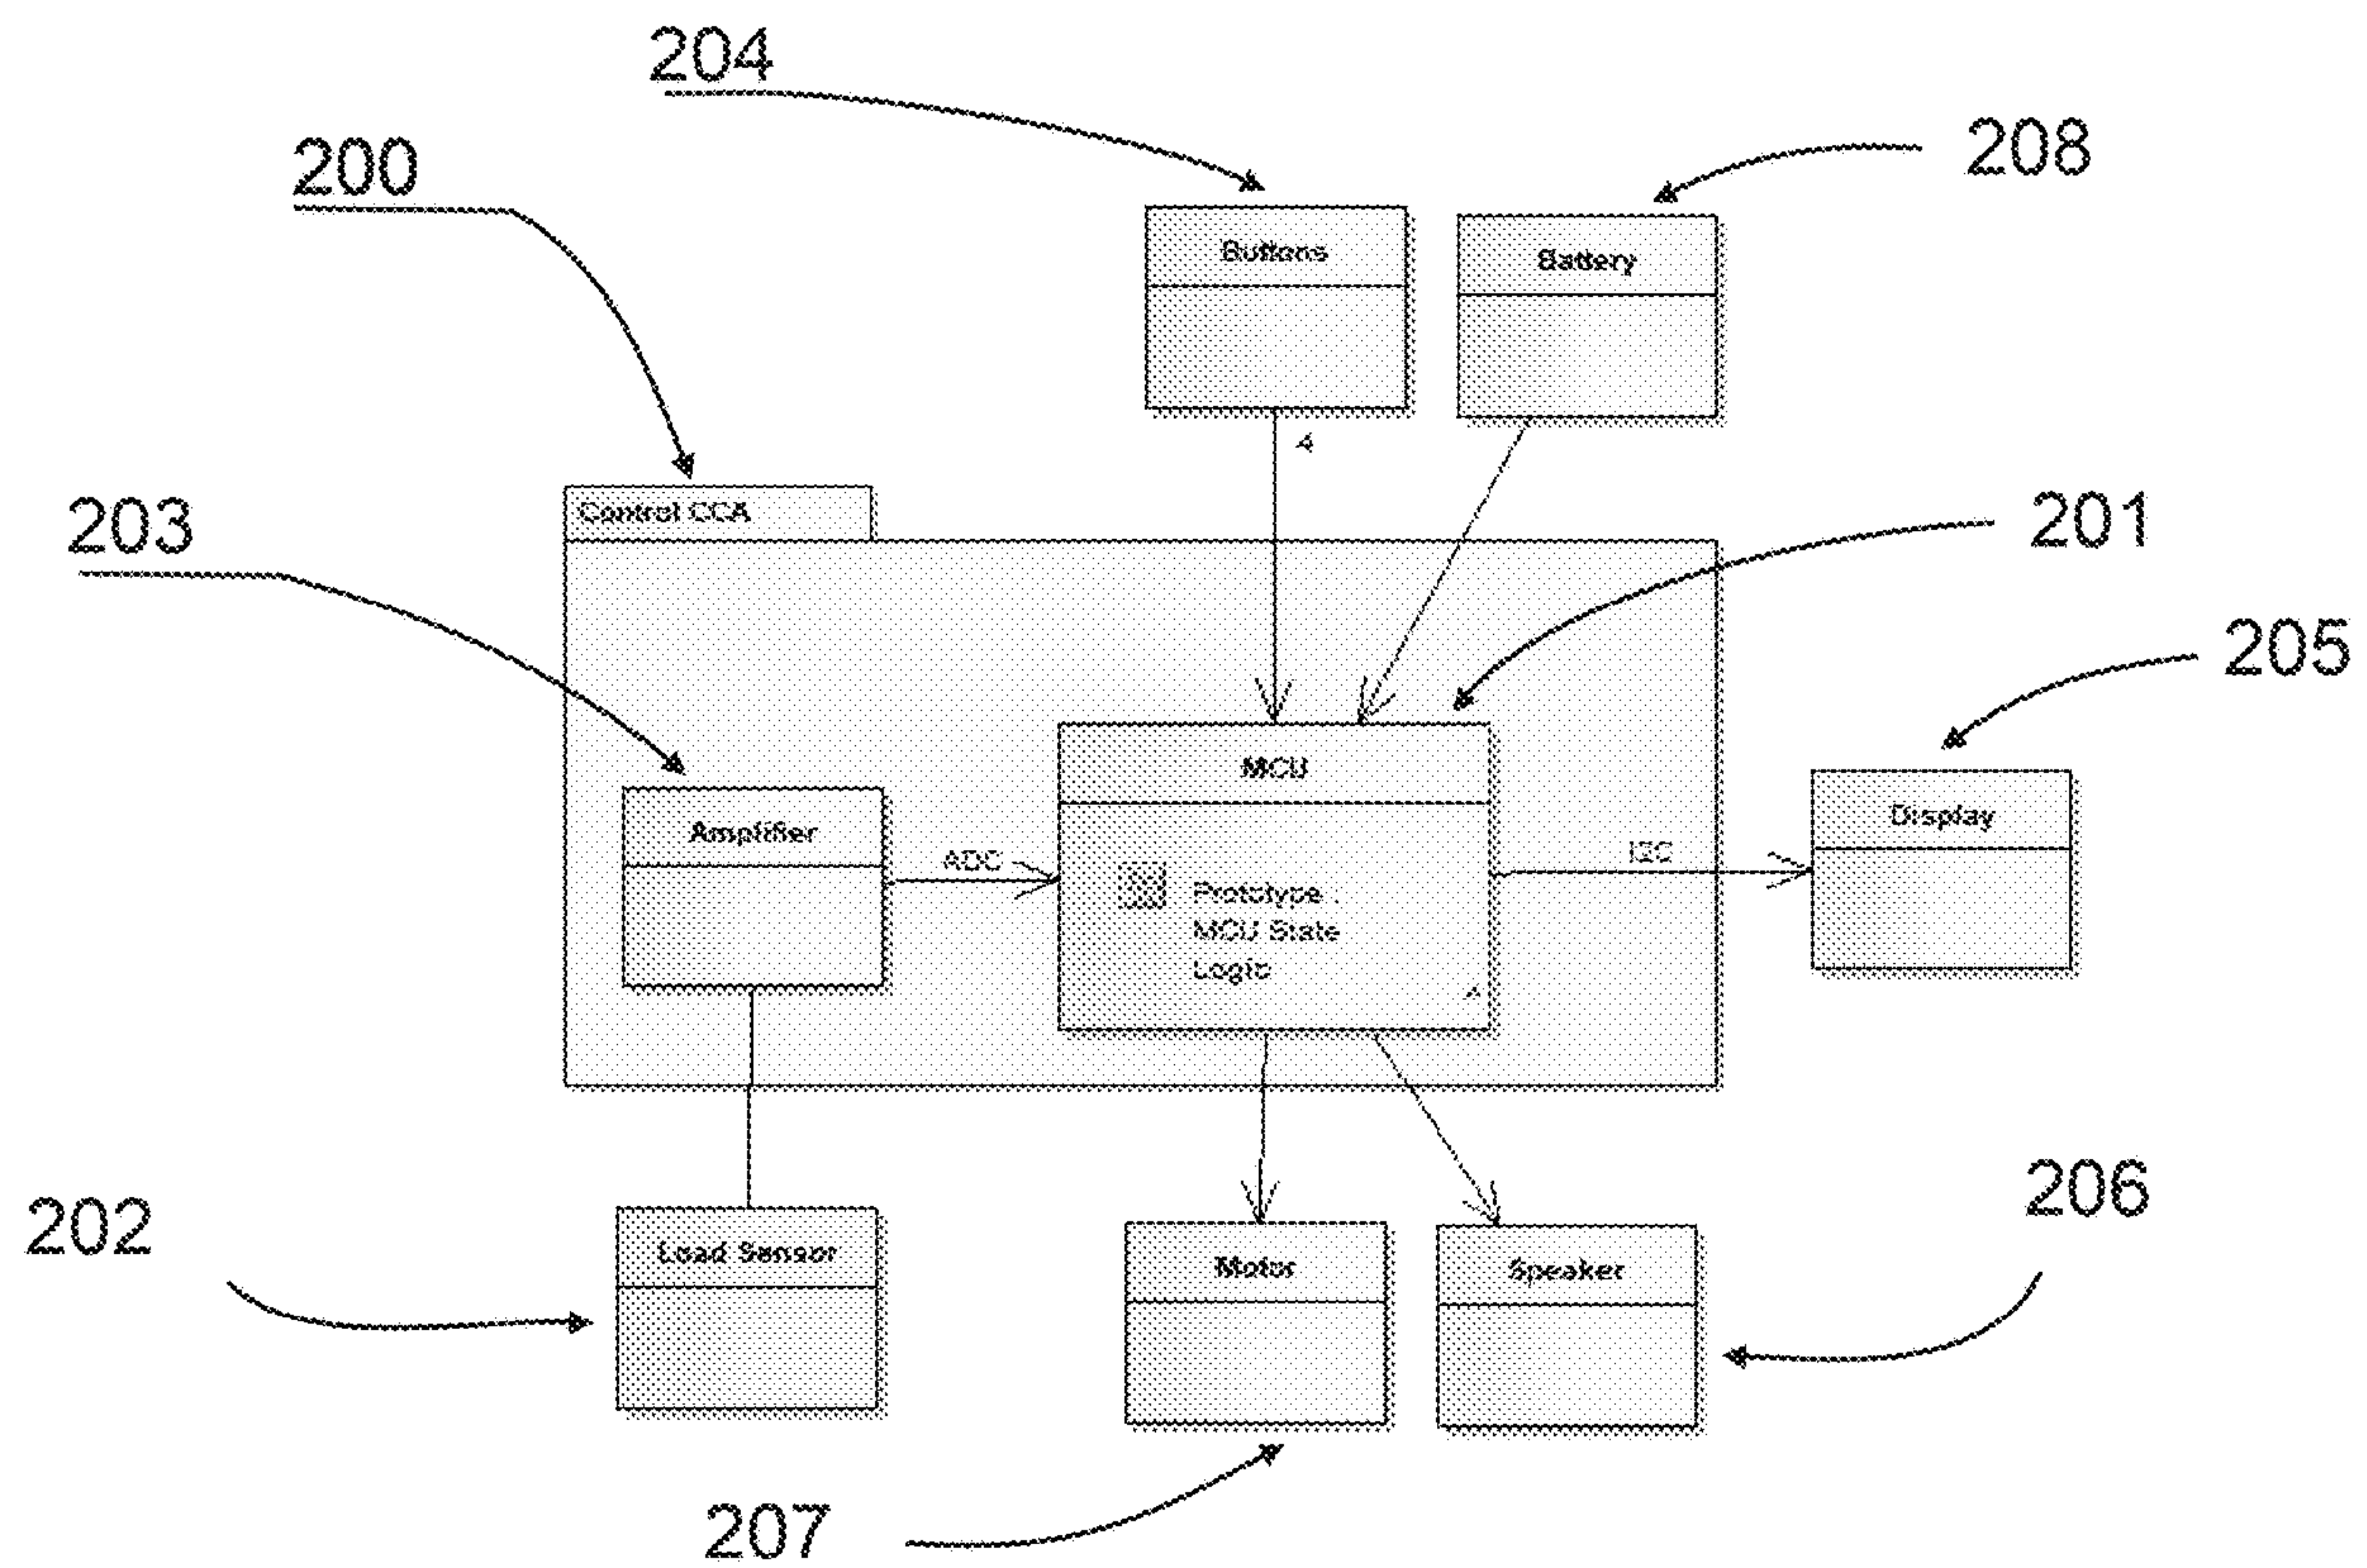 204
208
200
Buttons
Battery
4
Control CCA
203
201
205
MCU
Amplifier
Display
ADC
I2C
Prototype
MCU State
Logic
202
206
Load Sensor
Motor
Speaker
207